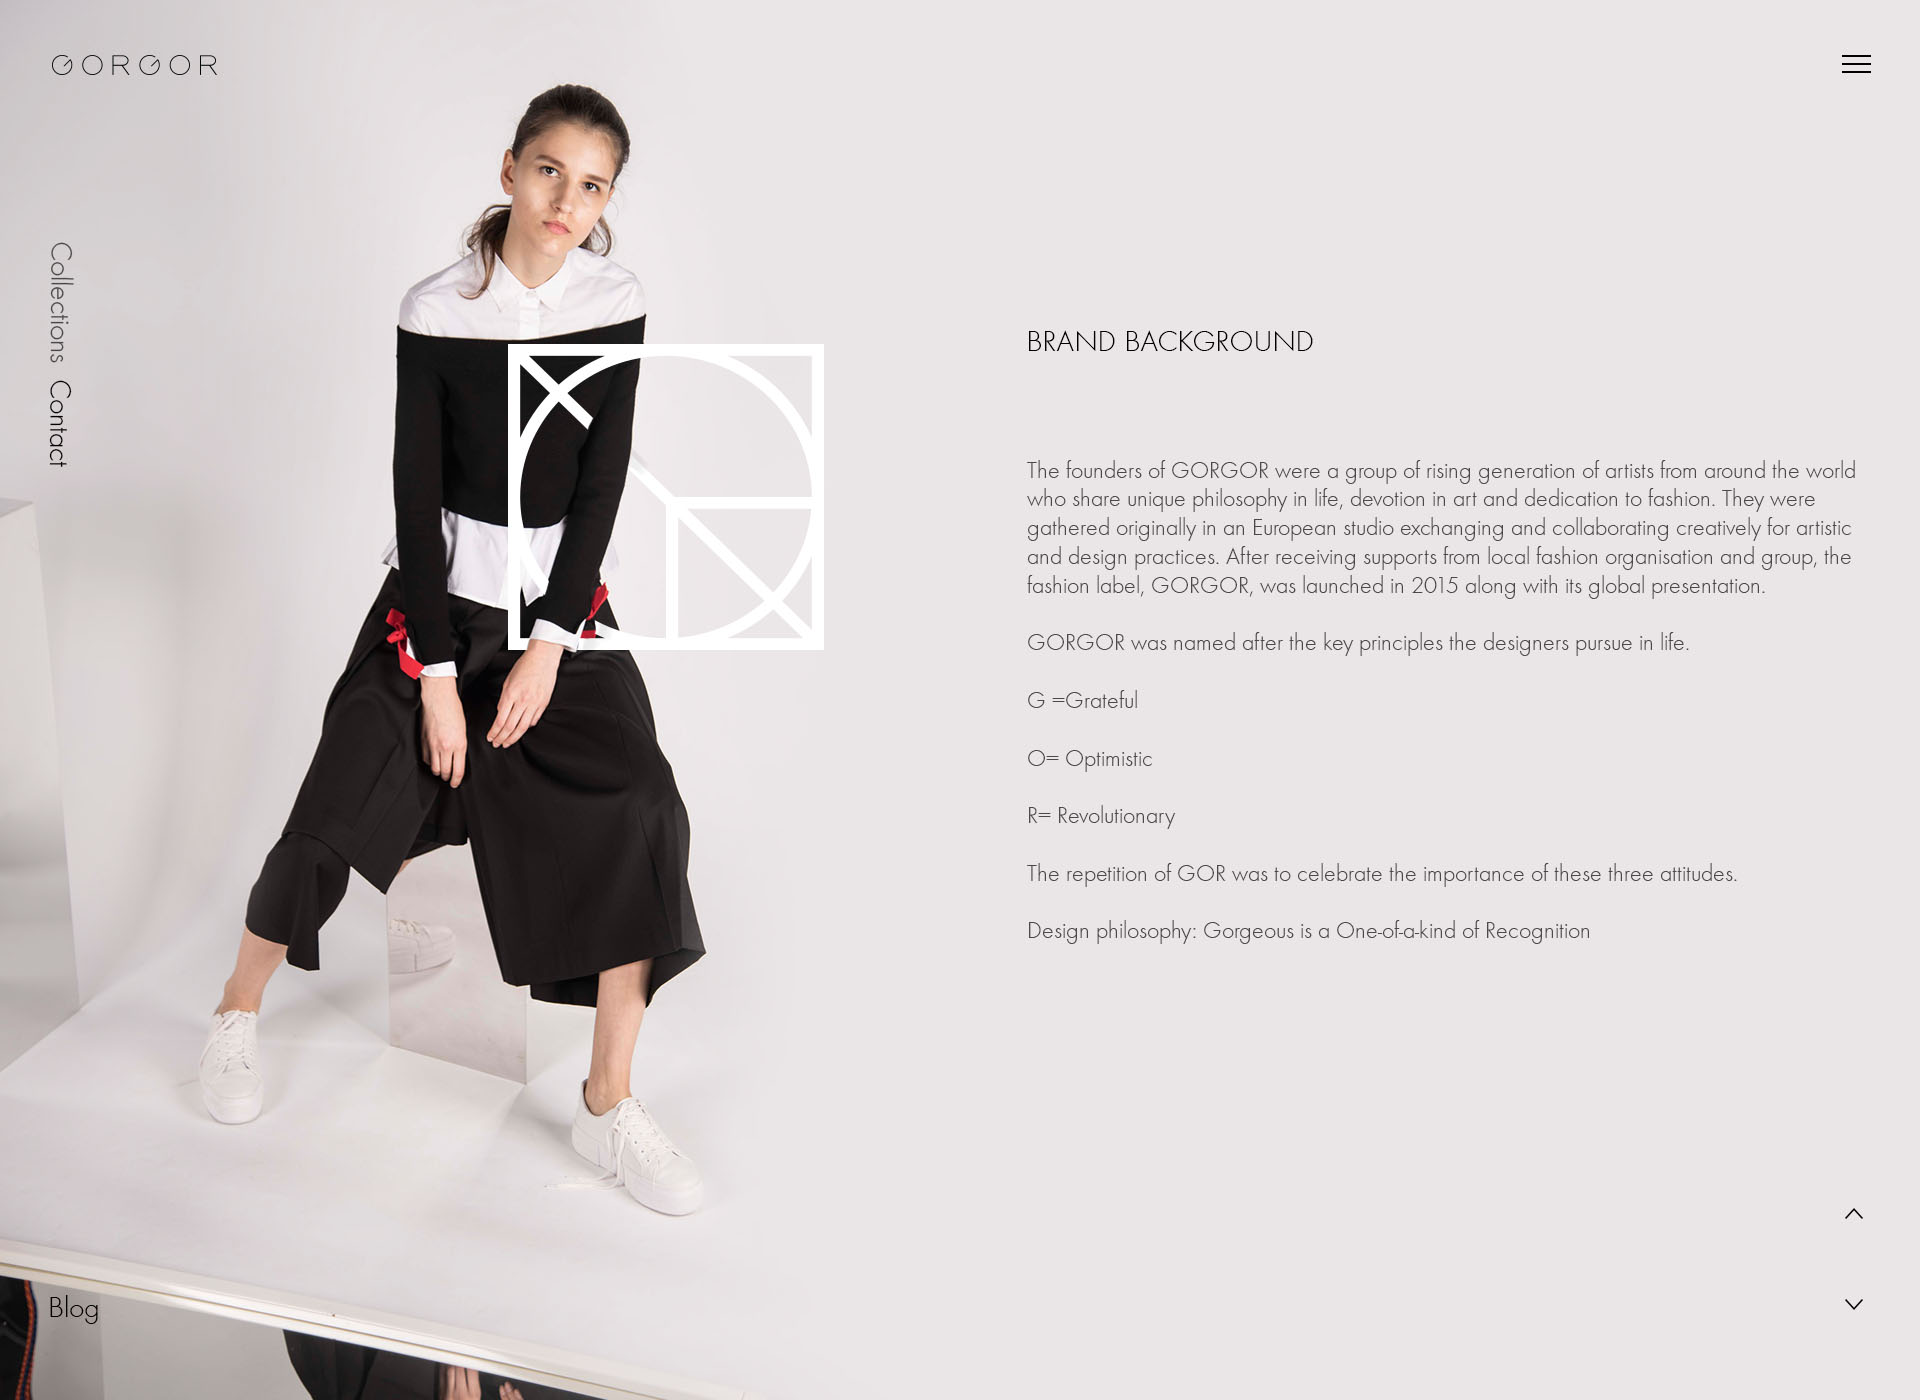 GORGOR
Collections
Contact
BRAND BACKGROUND
The founders of GORGOR were a group of rising generation of artists from around the world
who share unique philosophy in life, devotion in art and dedication to fashion. They were
gathered originally in an European studio exchanging and collaborating creatively for artistic
and design practices. After receiving supports from local fashion organisation and group, the
fashion label, GORGOR, was launched in 2015 along with its global presentation.
GORGOR was named after the key principles the designers pursue in life.
G =Grateful
O= Optimistic
R= Revolutionary
The repetition of GOR was to celebrate the importance of these three attitudes.
Design philosophy: Gorgeous is a One-of-a-kind of Recognition
Blog